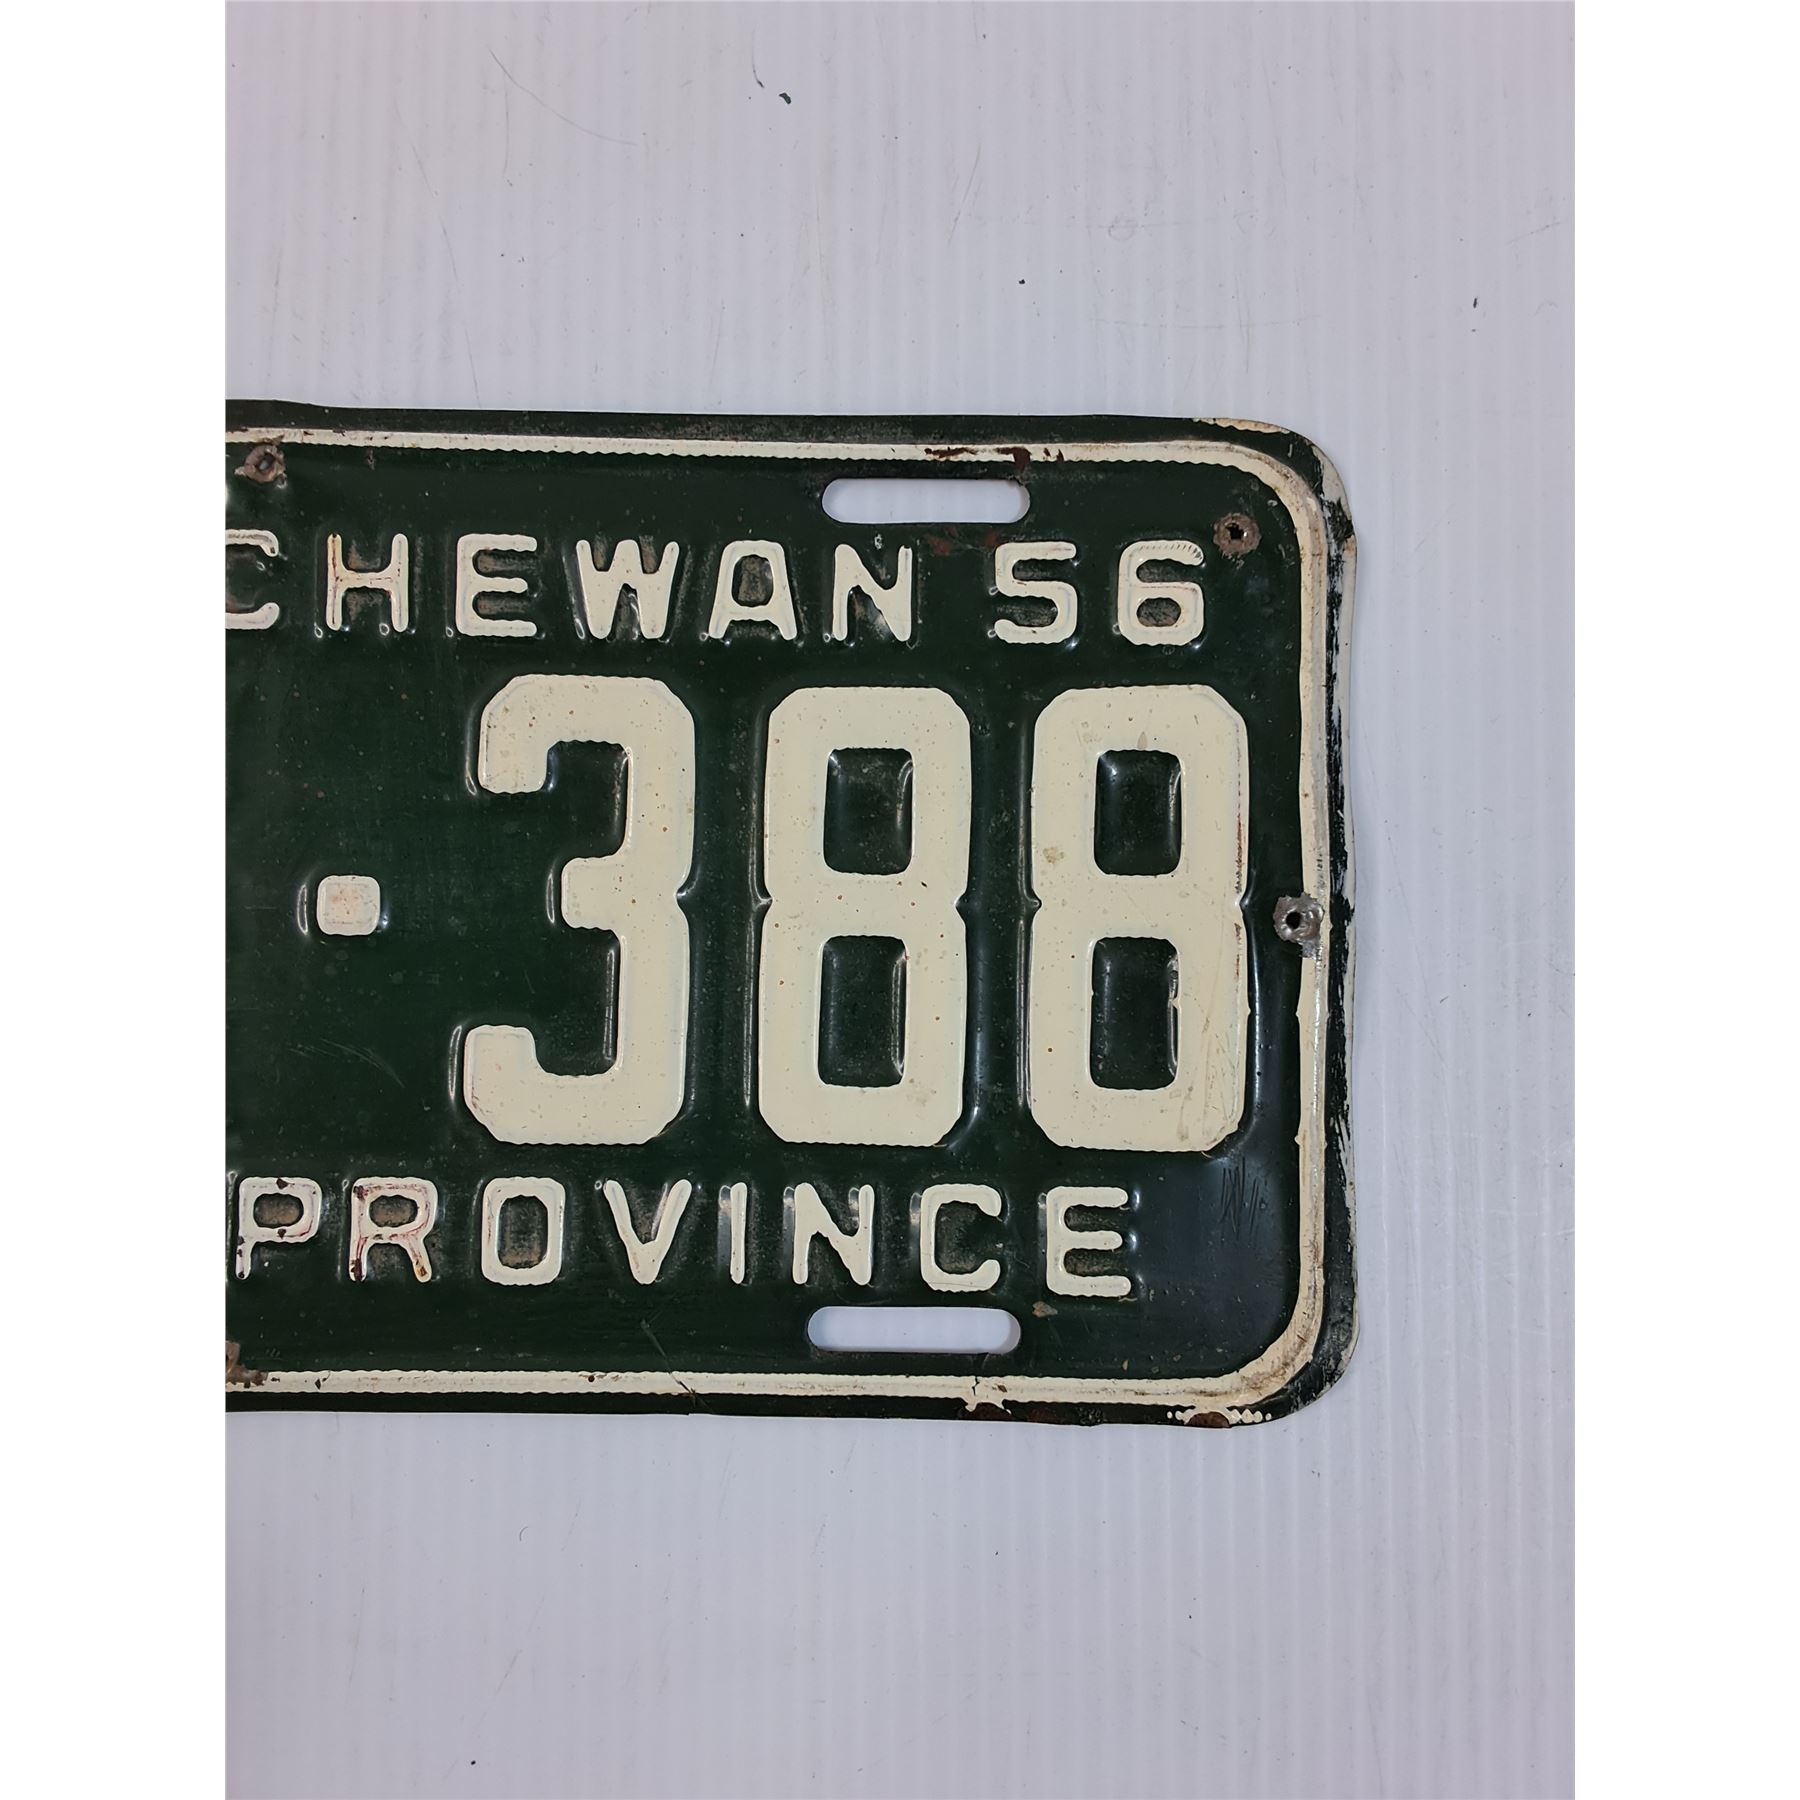 CHEWAN 56
· 388
PROVINCE